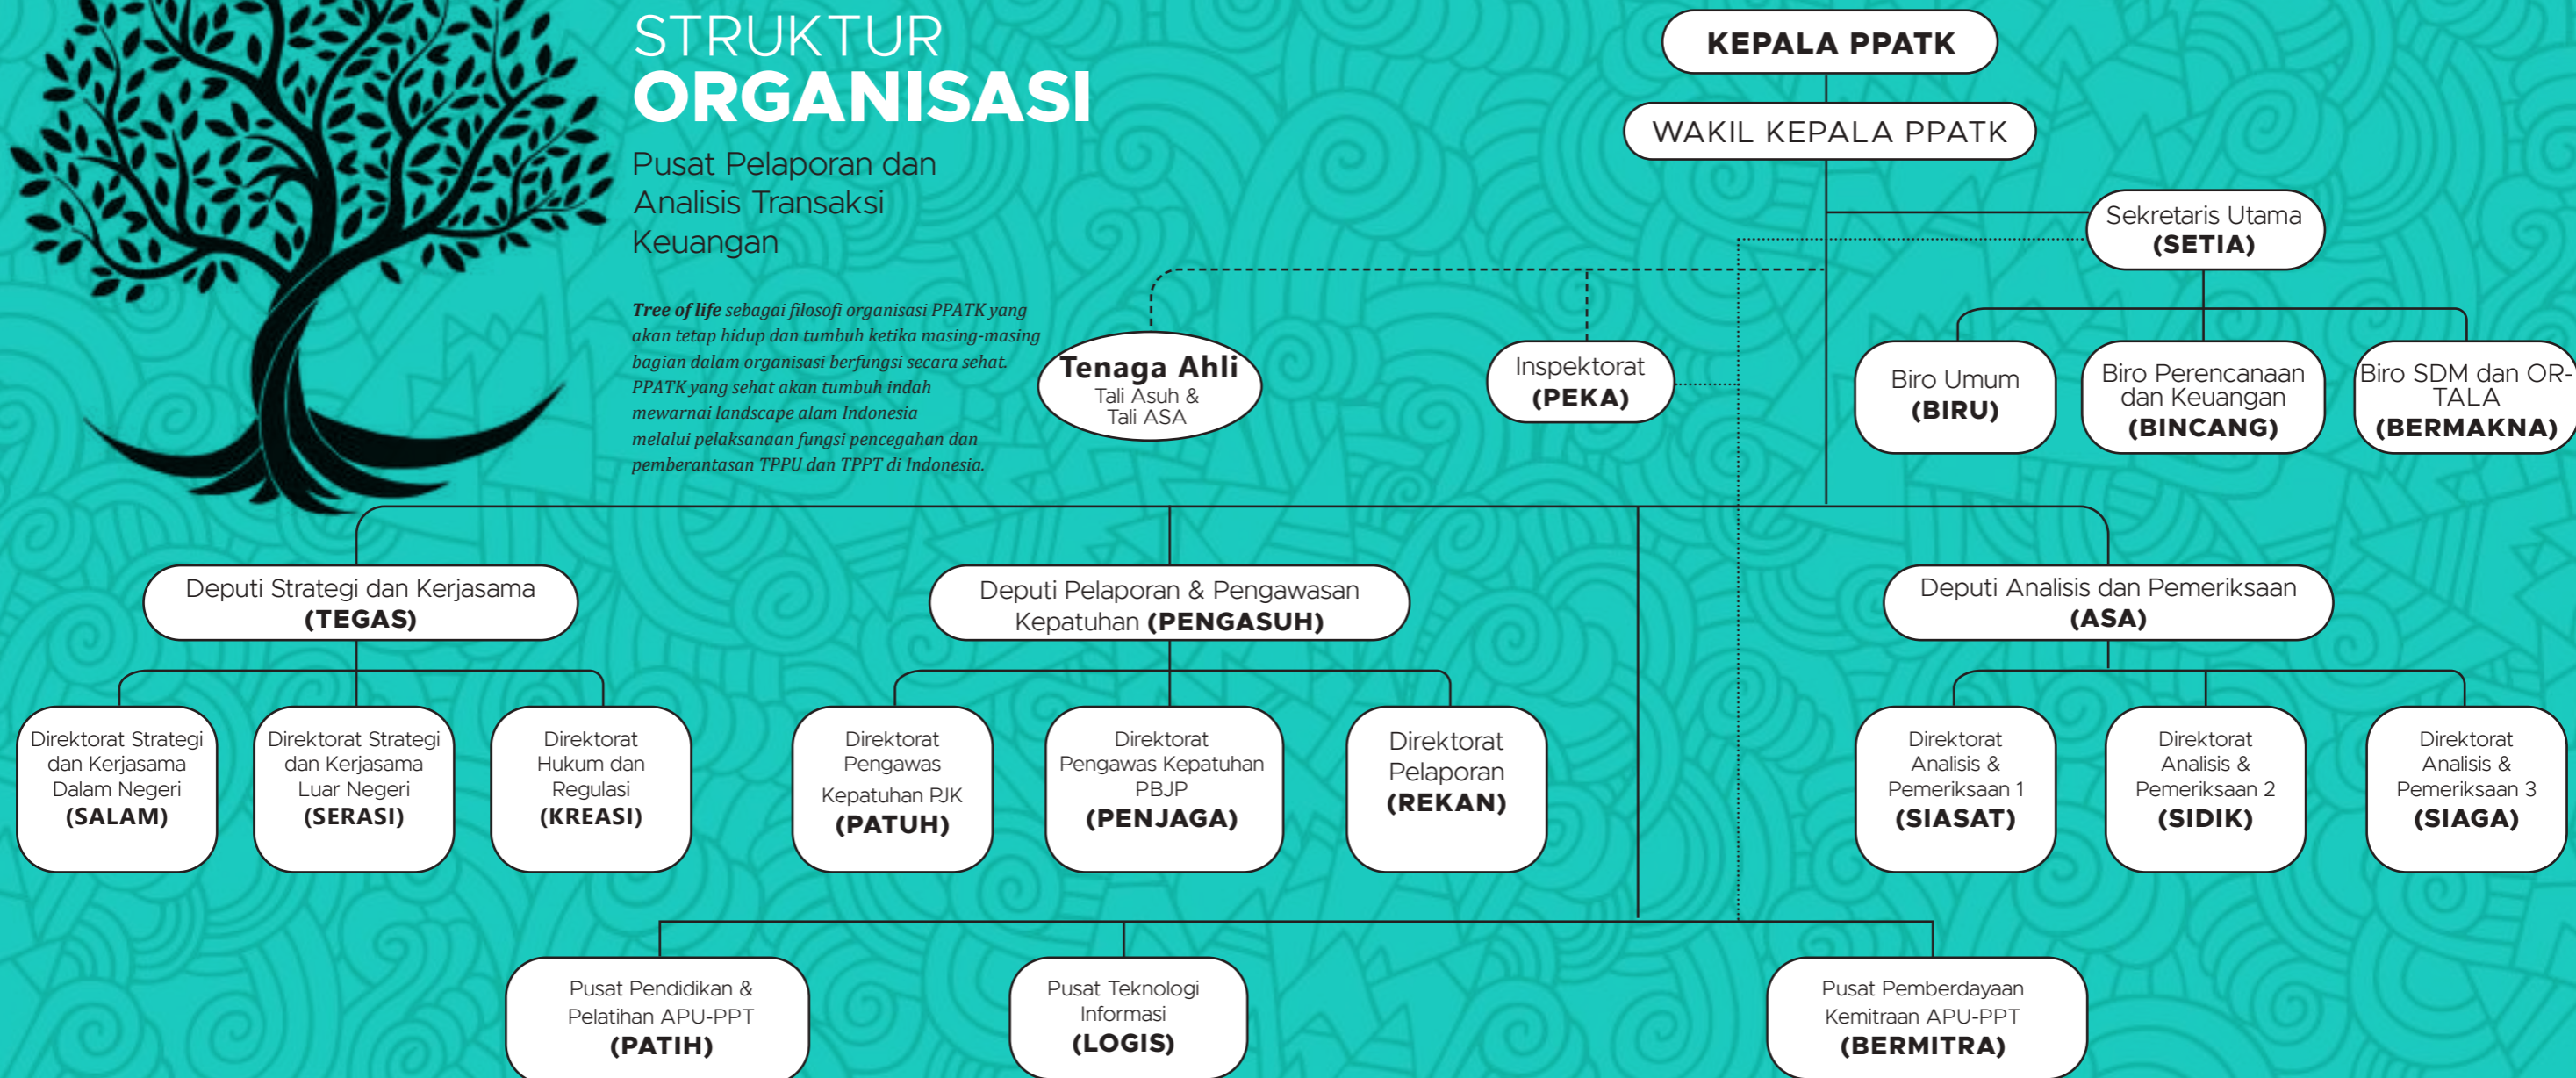 STRUKTUR
ORGANISASI
Pusat Pelaporan dan
Analisis Transaksi
Keuangan
Tree of life sebagai filosofi organisasi PPATK yang
akan tetap hidup dan tumbuh ketika masing-masing
bagian dalam organisasi berfungsi secara sehat.
PPATK yang sehat akan tumbuh indah
mewarnai landscape alam Indonesia
melalui pelaksanaan fungsi pencegahan dan
pemberantasan TPPU dan TPPT di Indonesia.
KEPALA PPATK
WAKIL KEPALA PPATK
Sekretaris Utama
(SETIA)
Tenaga Ahli
Tali Asuh &
Tali ASA
Inspektorat
(PEKA)
Biro Umum
(BIRU)
Biro Perencanaan
dan Keuangan
(BINCANG)
Biro SDM dan OR-
TALA
(BERMAKNA)
Deputi Strategi dan Kerjasama
(TEGAS)
Deputi Pelaporan & Pengawasan
Kepatuhan (PENGASUH)
Deputi Analisis dan Pemeriksaan
(ASA)
Direktorat Strategi
dan Kerjasama
Dalam Negeri
(SALAM)
Direktorat Strategi
dan Kerjasama
Luar Negeri
(SERASI)
Direktorat
Hukum dan
Regulasi
(KREASI)
Direktorat
Pengawas
Kepatuhan PJK
(PATUH)
Direktorat
Pengawas Kepatuhan
PBJP
(PENJAGA)
Direktorat
Pelaporan
(REKAN)
Direktorat
Analisis &
Pemeriksaan 1
(SIASAT)
Direktorat
Analisis &
Pemeriksaan 2
(SIDIK)
Direktorat
Analisis &
Pemeriksaan 3
(SIAGA)
Pusat Pendidikan &
Pelatihan APU-PPT
(PATIH)
Pusat Teknologi
Informasi
(LOGIS)
Pusat Pemberdayaan
Kemitraan APU-PPT
(BERMITRA)